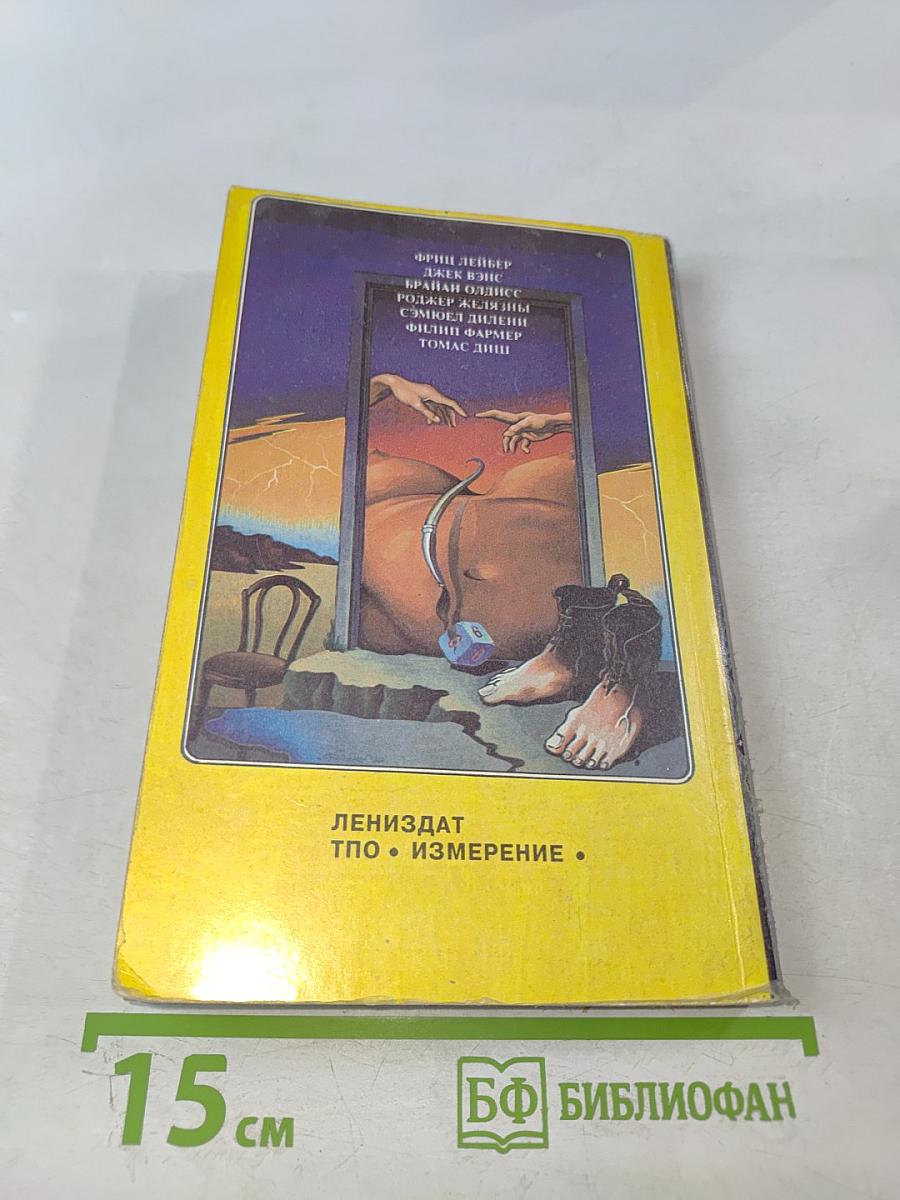 ФРИЦ ЛЕЙБЕР
ДЖЕК ВЭНС
БРАЙАН ОЛДИСС
РОДЖЕР ЖЕЛЯЗНЫ
СЭМЮЕЛ ДИЛЕНИ
ФИЛИП ФАРМЕР
ТОМАС ДИШ
ЛЕНИЗДАТ
ТПО • ИЗМЕРЕНИЕ •
15 см
БФ БИБЛИОФАН